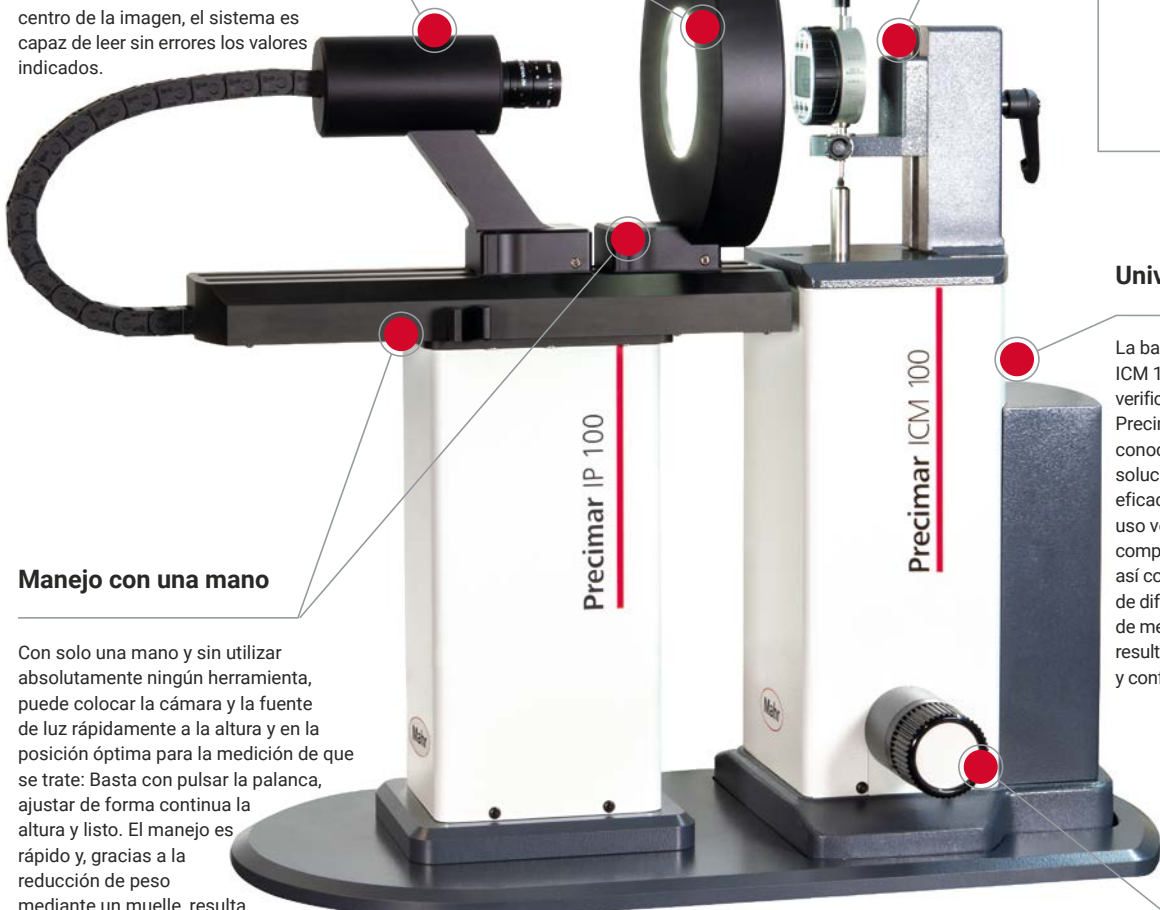 centro de la imagen, el sistema es
capaz de leer sin errores los valores
indicados.
Manejo con una mano
Con solo una mano y sin utilizar
absolutamente ningún herramienta,
puede colocar la cámara y la fuente
de luz rápidamente a la altura y en la
posición óptima para la medición de que
se trate: Basta con pulsar la palanca,
ajustar de forma continua la
altura y listo. El manejo es
rápido y, gracias a la
reducción de peso
mediante un muelle, resulta
Precimar IP 100
Mahr
Precimar ICM 100
Mahr
Univ
La ba
ICM 1
verific
Precin
conoc
soluci
eficac
uso ve
comp
así co
de dif
de me
result
y conf